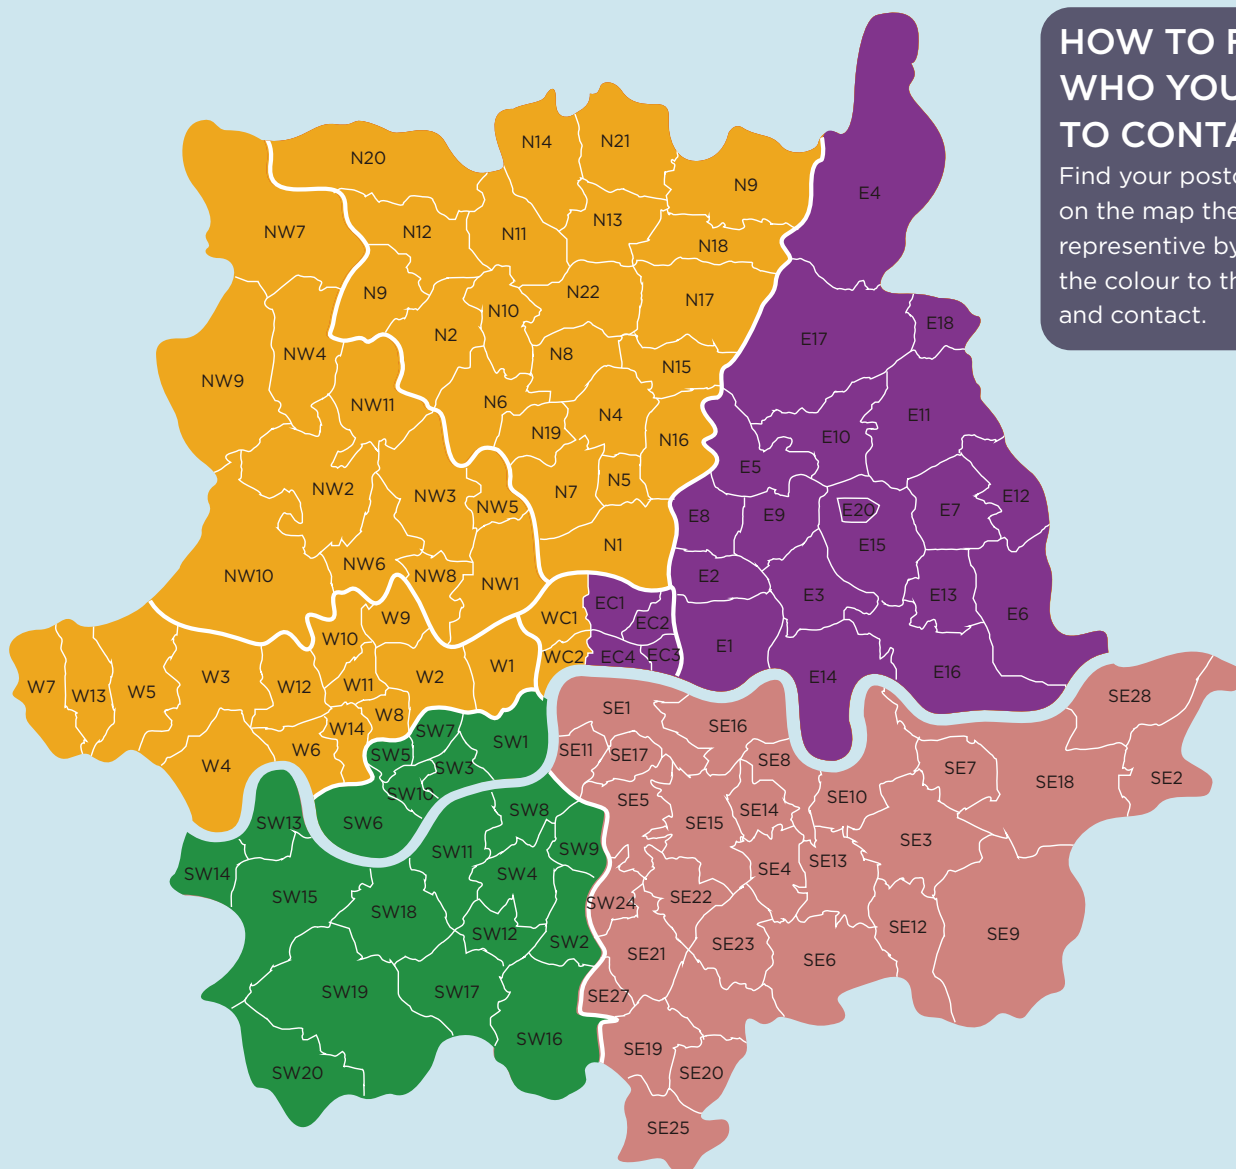 HOW TO F
WHO YOU
TO CONTA
Find your postc
on the map the
representive by
the colour to th
and contact.
E4
N14
N21
N20
N9
NW7
N12
N11
N13
N18
N9
N22
N17
N10
N2
E17
E18
NW4
N8
N15
NW9
NW11
N6
N4
E11
N19
N16
E10
E5
NW2
NW3
NW5
N7
N5
E8
E9
E20
E7
E12
E15
N1
NW10
NW6
NW8
NW1
E2
E3
E13
E6
EC1
EC2
WC1
W9
W10
WC2
EC4
EC3
E1
E14
E16
W7
W13
W5
W3
W12
W11
W2
W1
W14
W8
W6
W4
SE1
SE16
SE28
SW7
SW1
SW5
SW3
SW10
SE11
SE17
SE8
SE7
SE18
SE2
SW13
SW6
SW8
SE5
SE15
SE14
SE10
SE3
SW14
SW15
SW11
SW9
SW4
SE4
SE13
SW18
SW24
SE22
SE12
SE9
SW12
SW2
SE21
SE23
SE6
SW19
SW17
SE27
SW16
SE19
SE20
SW20
SE25